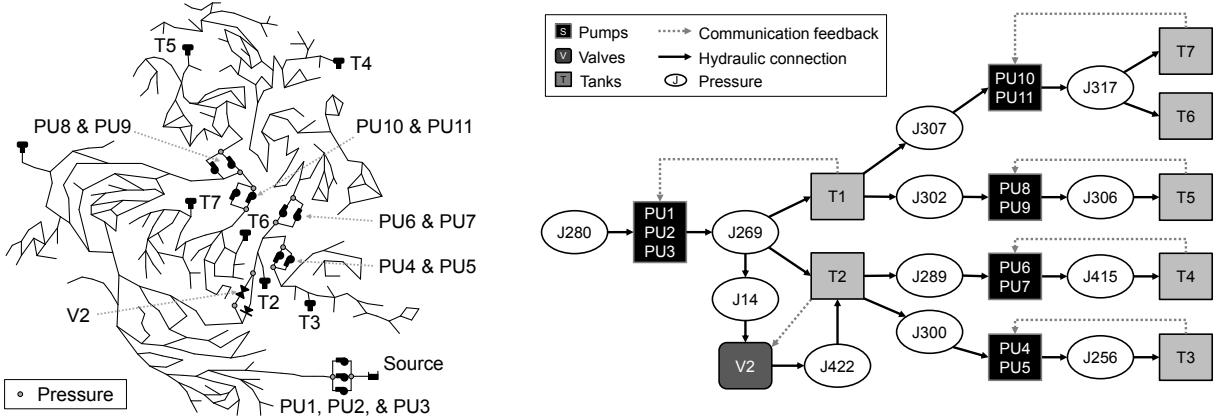 T5
T4
PU8 & PU9
PU10 & PU11
T7
T6
PU6 & PU7
PU4 & PU5
V2
T2
T3
Source
Pressure
PU1, PU2, & PU3
S Pumps
Communication feedback
V Valves
Hydraulic connection
T Tanks
J Pressure
PU10
PU11
J317
T7
T6
J307
T1
J302
PU8
PU9
J306
T5
J280
PU1
PU2
PU3
J269
T2
J289
PU6
PU7
J415
T4
J14
J300
V2
J422
PU4
PU5
J256
T3